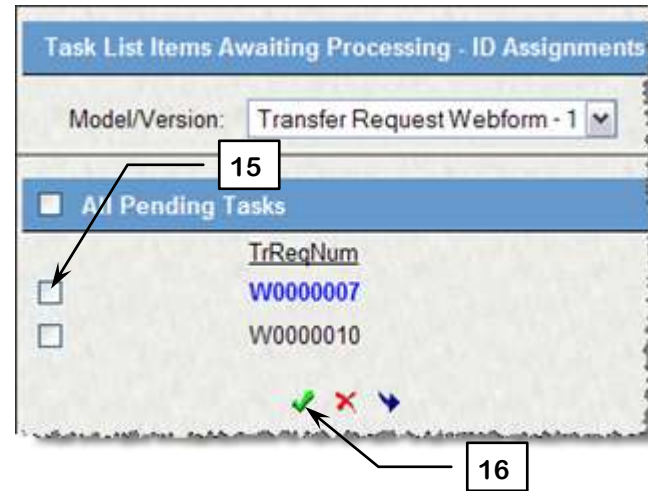 Task List Items Awaiting Processing - ID Assignments
Model/Version: Transfer Request Webform - 1
15
All Pending Tasks
TrReqNum
W0000007
W0000010
16